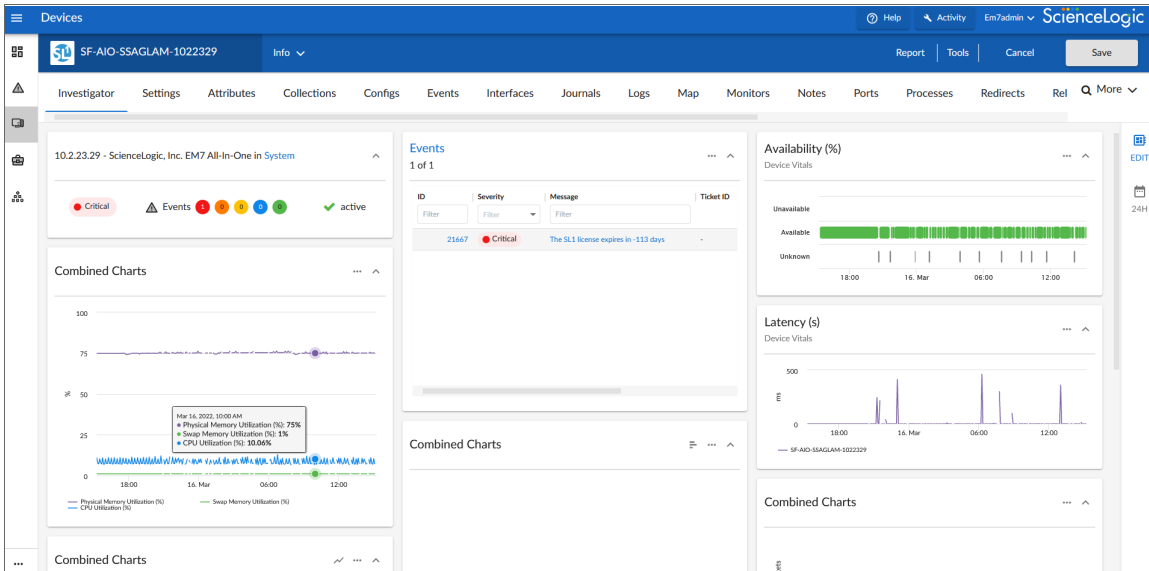 Devices
Help
Activity
Em7admin
ScienceLogic
SL
SF-AIO-SSAGLAM-1022329
Info
Report
Tools
Cancel
Save
Investigator Settings Attributes Collections Configs Events Interfaces Journals Logs Map Monitors Notes Ports Processes Redirects Rel More
EDIT
24H
10.2.23.29 - ScienceLogic, Inc. EM7 All-In-One in System
Critical
Events 1 0 0 0 0
active
Combined Charts
100
75
%
50
25
0
Mar 16, 2022, 10:00 AM
Physical Memory Utilization (%): 75%
Swap Memory Utilization (%): 1%
CPU Utilization (%): 10.06%
18:00 16. Mar 06:00 12:00
Physical Memory Utilization (%) Swap Memory Utilization (%)
CPU Utilization (%)
Combined Charts
Events
1 of 1
ID Severity Message Ticket ID
Filter Filter Filter
21667 Critical The SL1 license expires in -113 days -
Combined Charts
Availability (%)
Device Vitals
Unavailable
Available
Unknown
18:00 16. Mar 06:00 12:00
Latency (s)
Device Vitals
500
ms
0
18:00 16. Mar 06:00 12:00
SF-AIO-SSAGLAM-1022329
Combined Charts